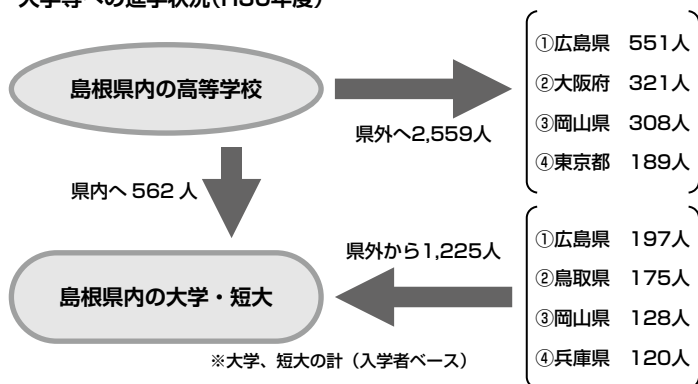 大学等への進学状況(H30年度)
島根県内の高等学校
県外へ2,559人
①広島県 551人
②大阪府 321人
③岡山県 308人
④東京都 189人
県内へ 562 人
県外から1,225人
島根県内の大学・短大
①広島県 197人
②鳥取県 175人
③岡山県 128人
④兵庫県 120人
※大学、短大の計（入学者ベース）